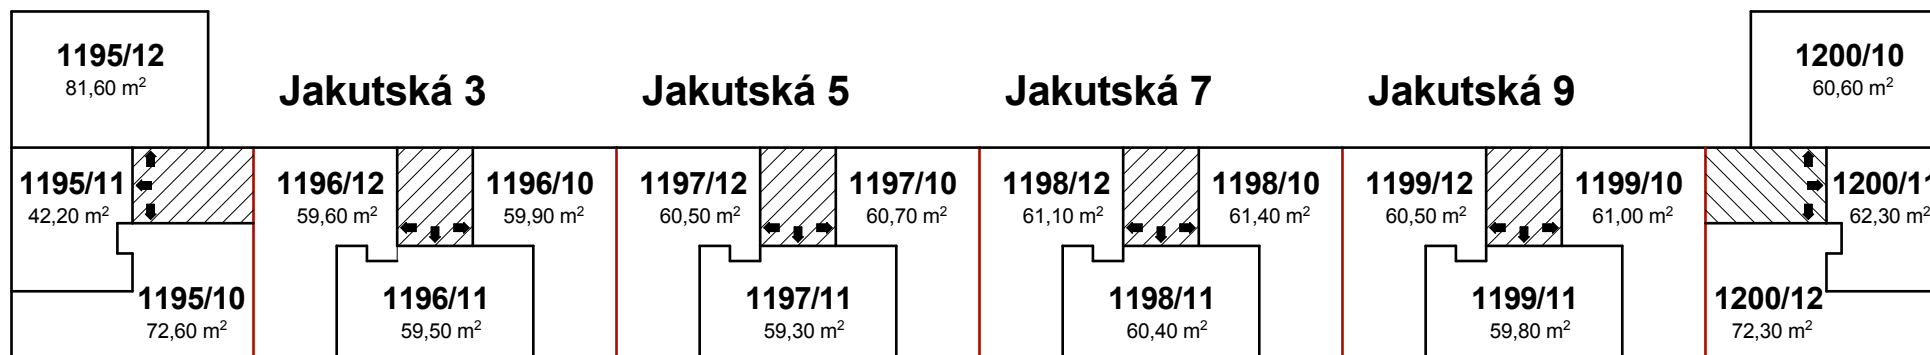 1195/12
81,60 m²
Jakutská 3
Jakutská 5
Jakutská 7
Jakutská 9
1200/10
60,60 m²
1195/11
42,20 m²
1196/12
59,60 m²
1196/10
59,90 m²
1197/12
60,50 m²
1197/10
60,70 m²
1198/12
61,10 m²
1198/10
61,40 m²
1199/12
60,50 m²
1199/10
61,00 m²
1200/11
62,30 m²
1195/10
72,60 m²
1196/11
59,50 m²
1197/11
59,30 m²
1198/11
60,40 m²
1199/11
59,80 m²
1200/12
72,30 m²